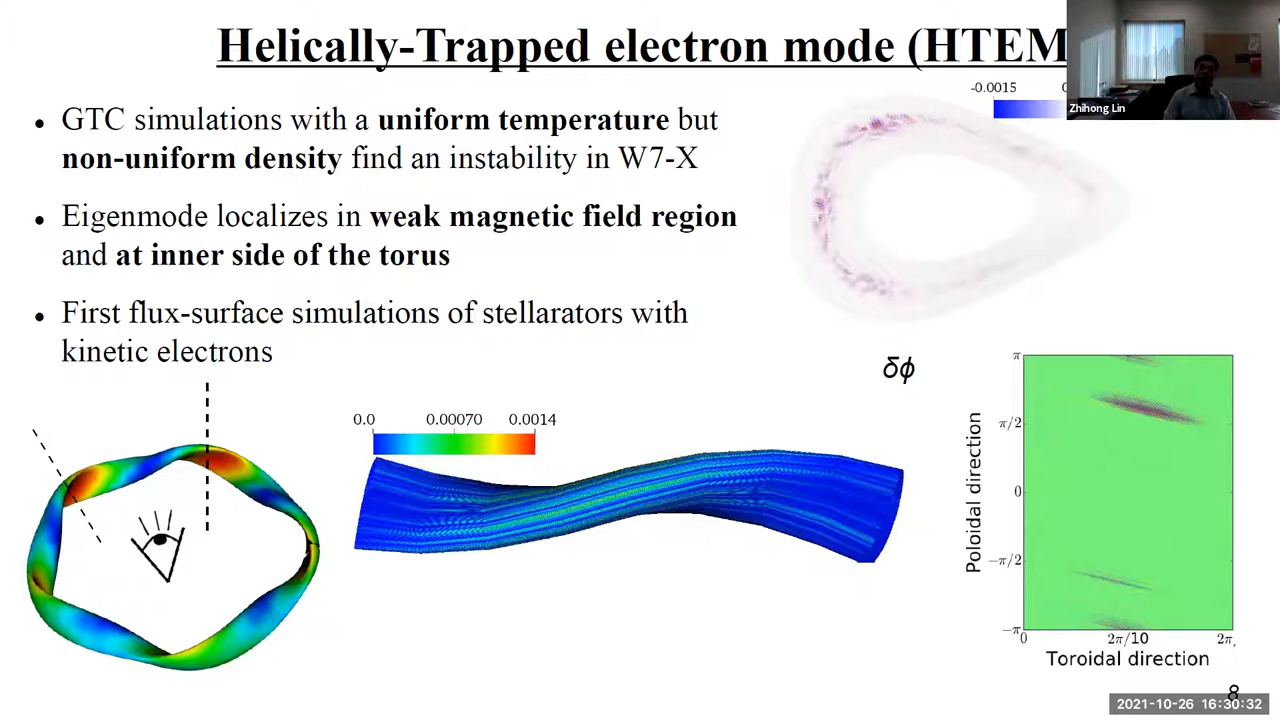 Helically-Trapped electron mode (HTEM
Zhihong Lin
-0.0015
● GTC simulations with a uniform temperature but
non-uniform density find an instability in W7-X
● Eigenmode localizes in weak magnetic field region
and at inner side of the torus
● First flux-surface simulations of stellarators with
kinetic electrons
δϕ
0.0 0.00070 0.0014
Poloidal direction
π
π/2
0
−π/2
−π
0 2π/10 2π
Toroidal direction
8
2021-10-26 16:30:32